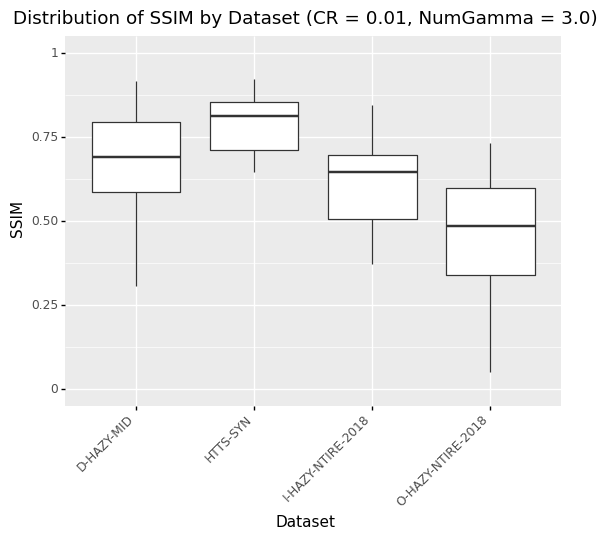 Distribution of SSIM by Dataset (CR = 0.01, NumGamma = 3.0)
SSIM
1
0.75
0.50
0.25
0
D-HAZY-MID
HTTS-SYN
I-HAZY-NTIRE-2018
O-HAZY-NTIRE-2018
Dataset